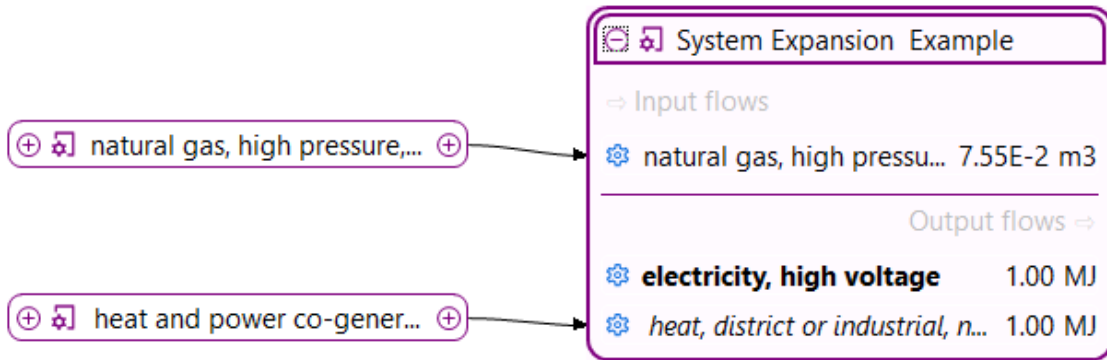 System Expansion Example
⇨ Input flows
natural gas, high pressure,...
natural gas, high pressu... 7.55E-2 m3
Output flows ⇨
electricity, high voltage 1.00 MJ
heat and power co-gener...
heat, district or industrial, n... 1.00 MJ